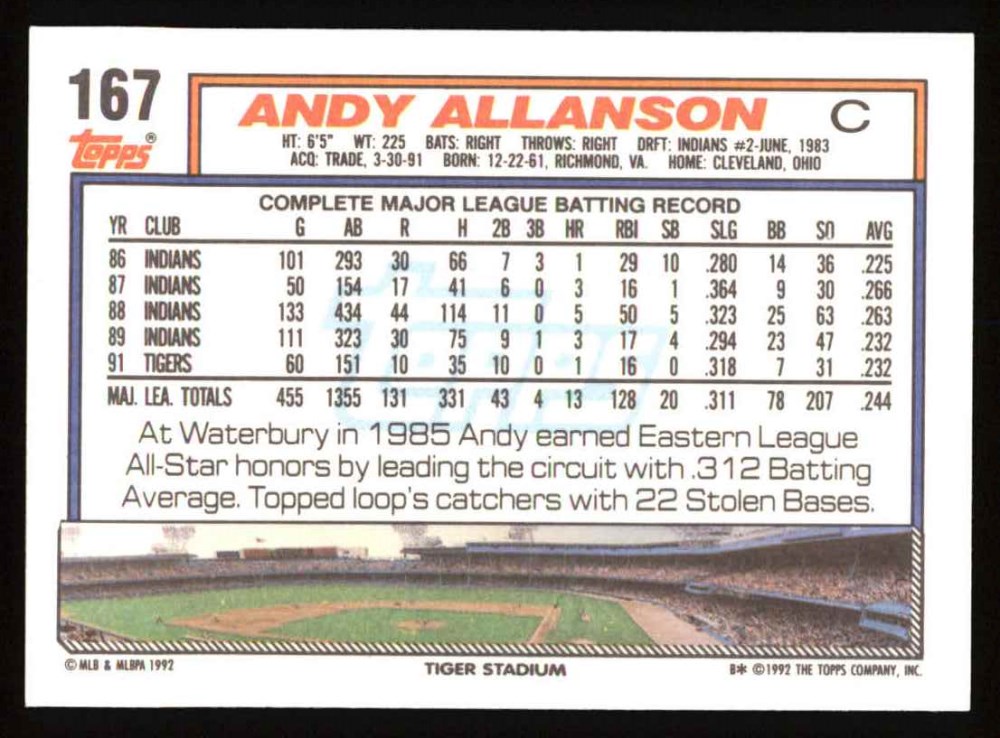 167
Topps®
ANDY ALLANSON C
HT: 6'5" WT: 225 BATS: RIGHT THROWS: RIGHT DRFT: INDIANS #2-JUNE, 1983
ACQ: TRADE, 3-30-91 BORN: 12-22-61, RICHMOND, VA. HOME: CLEVELAND, OHIO
COMPLETE MAJOR LEAGUE BATTING RECORD
YR CLUB G AB R H 2B 3B HR RBI SB SLG BB SO AVG
86 INDIANS 101 293 30 66 7 3 1 29 10 .280 14 36 .225
87 INDIANS 50 154 17 41 6 0 3 16 1 .364 9 30 .266
88 INDIANS 133 434 44 114 11 0 5 50 5 .323 25 63 .263
89 INDIANS 111 323 30 75 9 1 3 17 4 .294 23 47 .232
91 TIGERS 60 151 10 35 10 0 1 16 0 .318 7 31 .232
MAJ. LEA. TOTALS 455 1355 131 331 43 4 13 128 20 .311 78 207 .244
Topps
At Waterbury in 1985 Andy earned Eastern League
All-Star honors by leading the circuit with .312 Batting
Average. Topped loop's catchers with 22 Stolen Bases.
© MLB & MLBPA 1992 TIGER STADIUM B* ©1992 THE TOPPS COMPANY, INC.